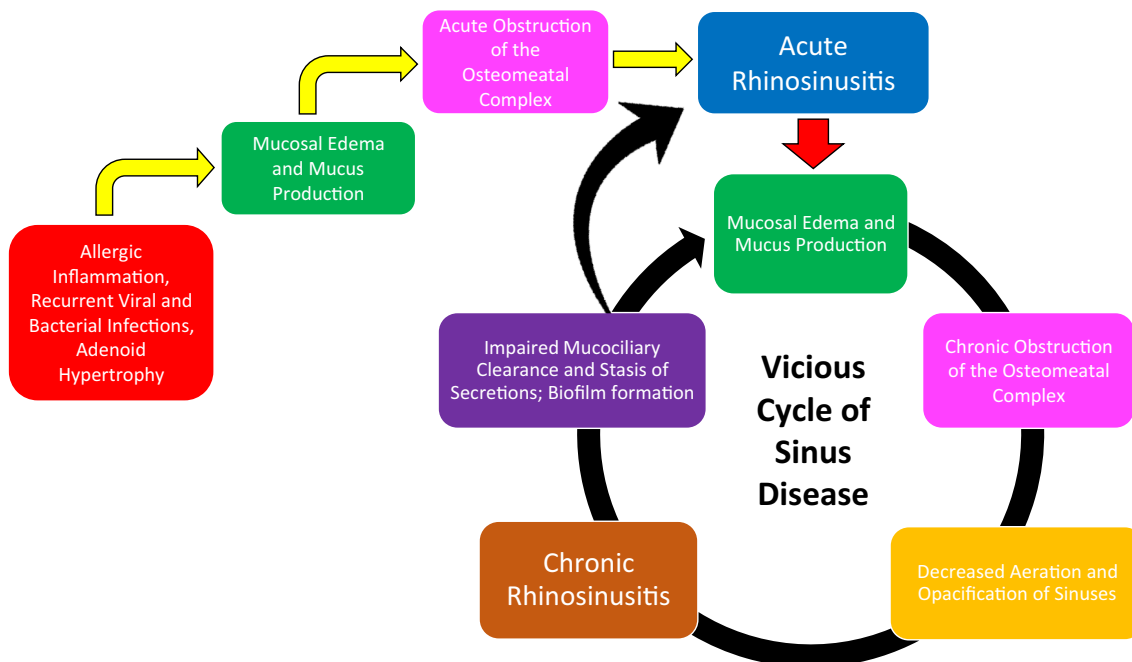 Acute Obstruction
of the
Osteomeatal
Complex
Acute
Rhinosinusitis
Mucosal Edema
and Mucus
Production
Allergic
Inflammation,
Recurrent Viral and
Bacterial Infections,
Adenoid
Hypertrophy
Mucosal Edema and
Mucus Production
Impaired Mucociliary
Clearance and Stasis of
Secretions; Biofilm formation
Vicious
Cycle of
Sinus
Disease
Chronic Obstruction
of the Osteomeatal
Complex
Chronic
Rhinosinusitis
Decreased Aeration and
Opacification of Sinuses